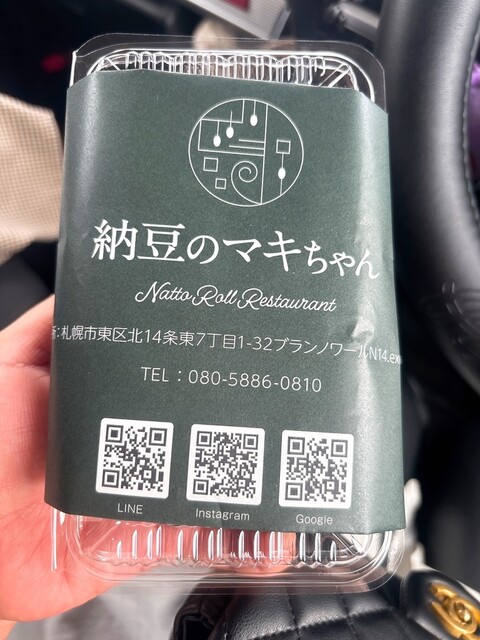 納豆のマキちゃん
Natto Roll Restaurant
:札幌市東区北14条東7丁目1-32ブランノワールN14.ex
TEL：080-5886-0810
LINE Instagram Google